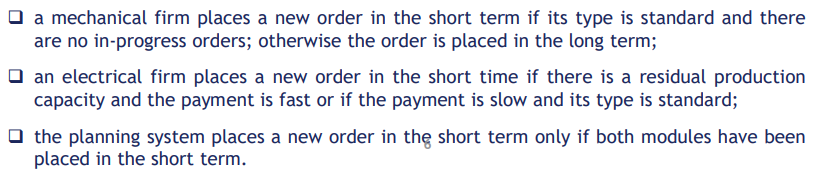 ❑ a mechanical firm places a new order in the short term if its type is standard and there
are no in-progress orders; otherwise the order is placed in the long term;
❑ an electrical firm places a new order in the short time if there is a residual production
capacity and the payment is fast or if the payment is slow and its type is standard;
❑ the planning system places a new order in the short term only if both modules have been
placed in the short term.